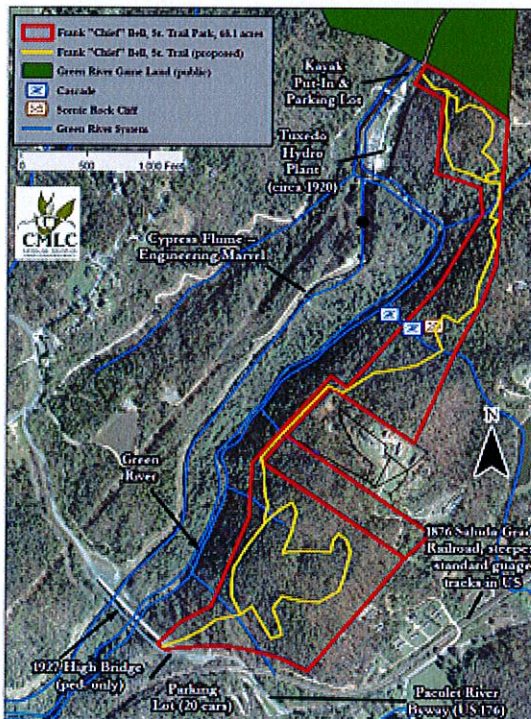 Frank "Chief" Bell, Sr. Trail Park, 68.1 acres
Frank "Chief" Bell, Sr. Trail (proposed)
Green River Game Land (public)
Cascade
Scenic Rock Cliff
Green River System
0 500 1,000 Feet
CMLC
Kayak
Put-In &
Parking Lot
Tuxedo
Hydro
Plant
(circa 1920)
Cypress Flume –
Engineering Marvel
N
Green
River
1876 Saluda Grade
Railroad, steepest
standard guage
tracks in US
1927 High Bridge
(ped. only)
Parking
Lot (20 cars)
Pacolet River
Byway (US 176)